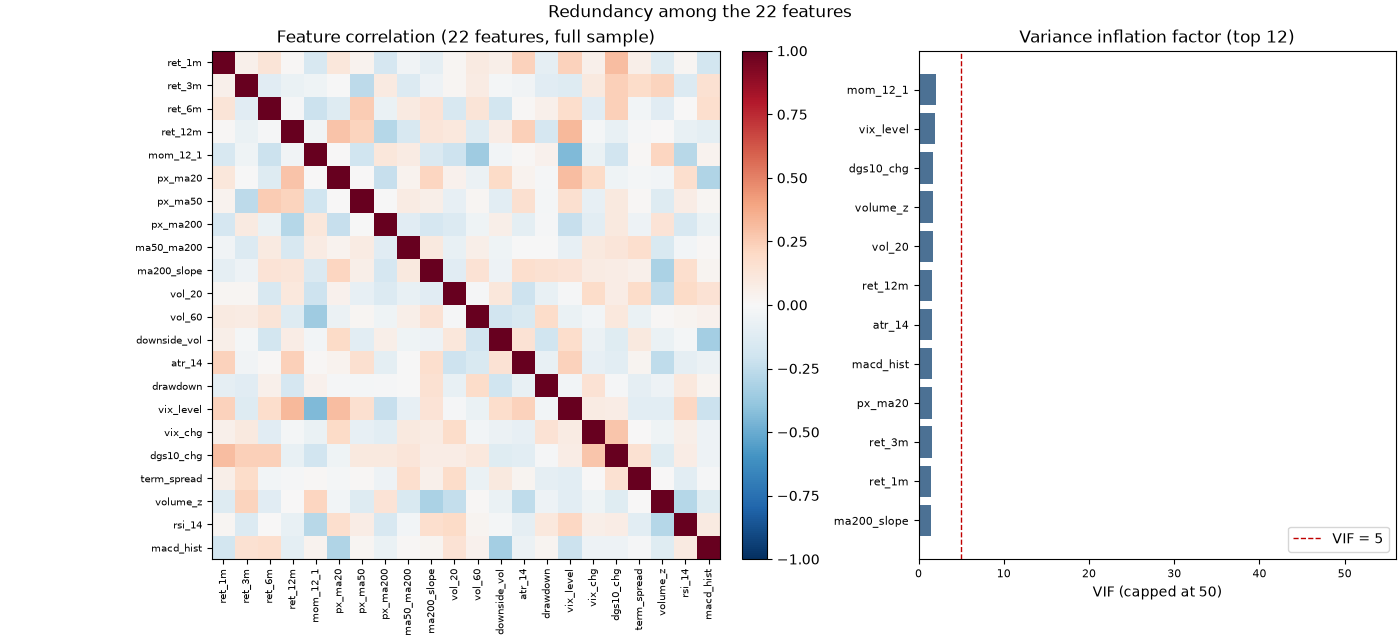 Redundancy among the 22 features
Feature correlation (22 features, full sample)
ret_1m
ret_3m
ret_6m
ret_12m
mom_12_1
px_ma20
px_ma50
px_ma200
ma50_ma200
ma200_slope
vol_20
vol_60
downside_vol
atr_14
drawdown
vix_level
vix_chg
dgs10_chg
term_spread
volume_z
rsi_14
macd_hist
ret_1m
ret_3m
ret_6m
ret_12m
mom_12_1
px_ma20
px_ma50
px_ma200
ma50_ma200
ma200_slope
vol_20
vol_60
downside_vol
atr_14
drawdown
vix_level
vix_chg
dgs10_chg
term_spread
volume_z
rsi_14
macd_hist
1.00
0.75
0.50
0.25
0.00
−0.25
−0.50
−0.75
−1.00
Variance inflation factor (top 12)
mom_12_1
vix_level
dgs10_chg
volume_z
vol_20
ret_12m
atr_14
macd_hist
px_ma20
ret_3m
ret_1m
ma200_slope
VIF = 5
0 10 20 30 40 50
VIF (capped at 50)